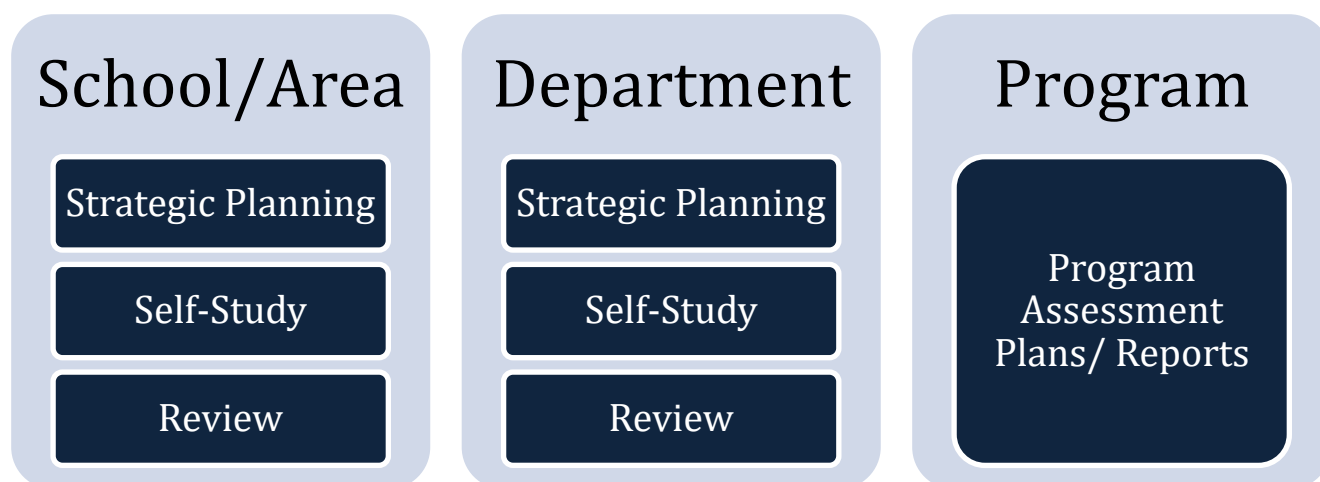 School/Area
Strategic Planning
Self-Study
Review
Department
Strategic Planning
Self-Study
Review
Program
Program
Assessment
Plans/ Reports